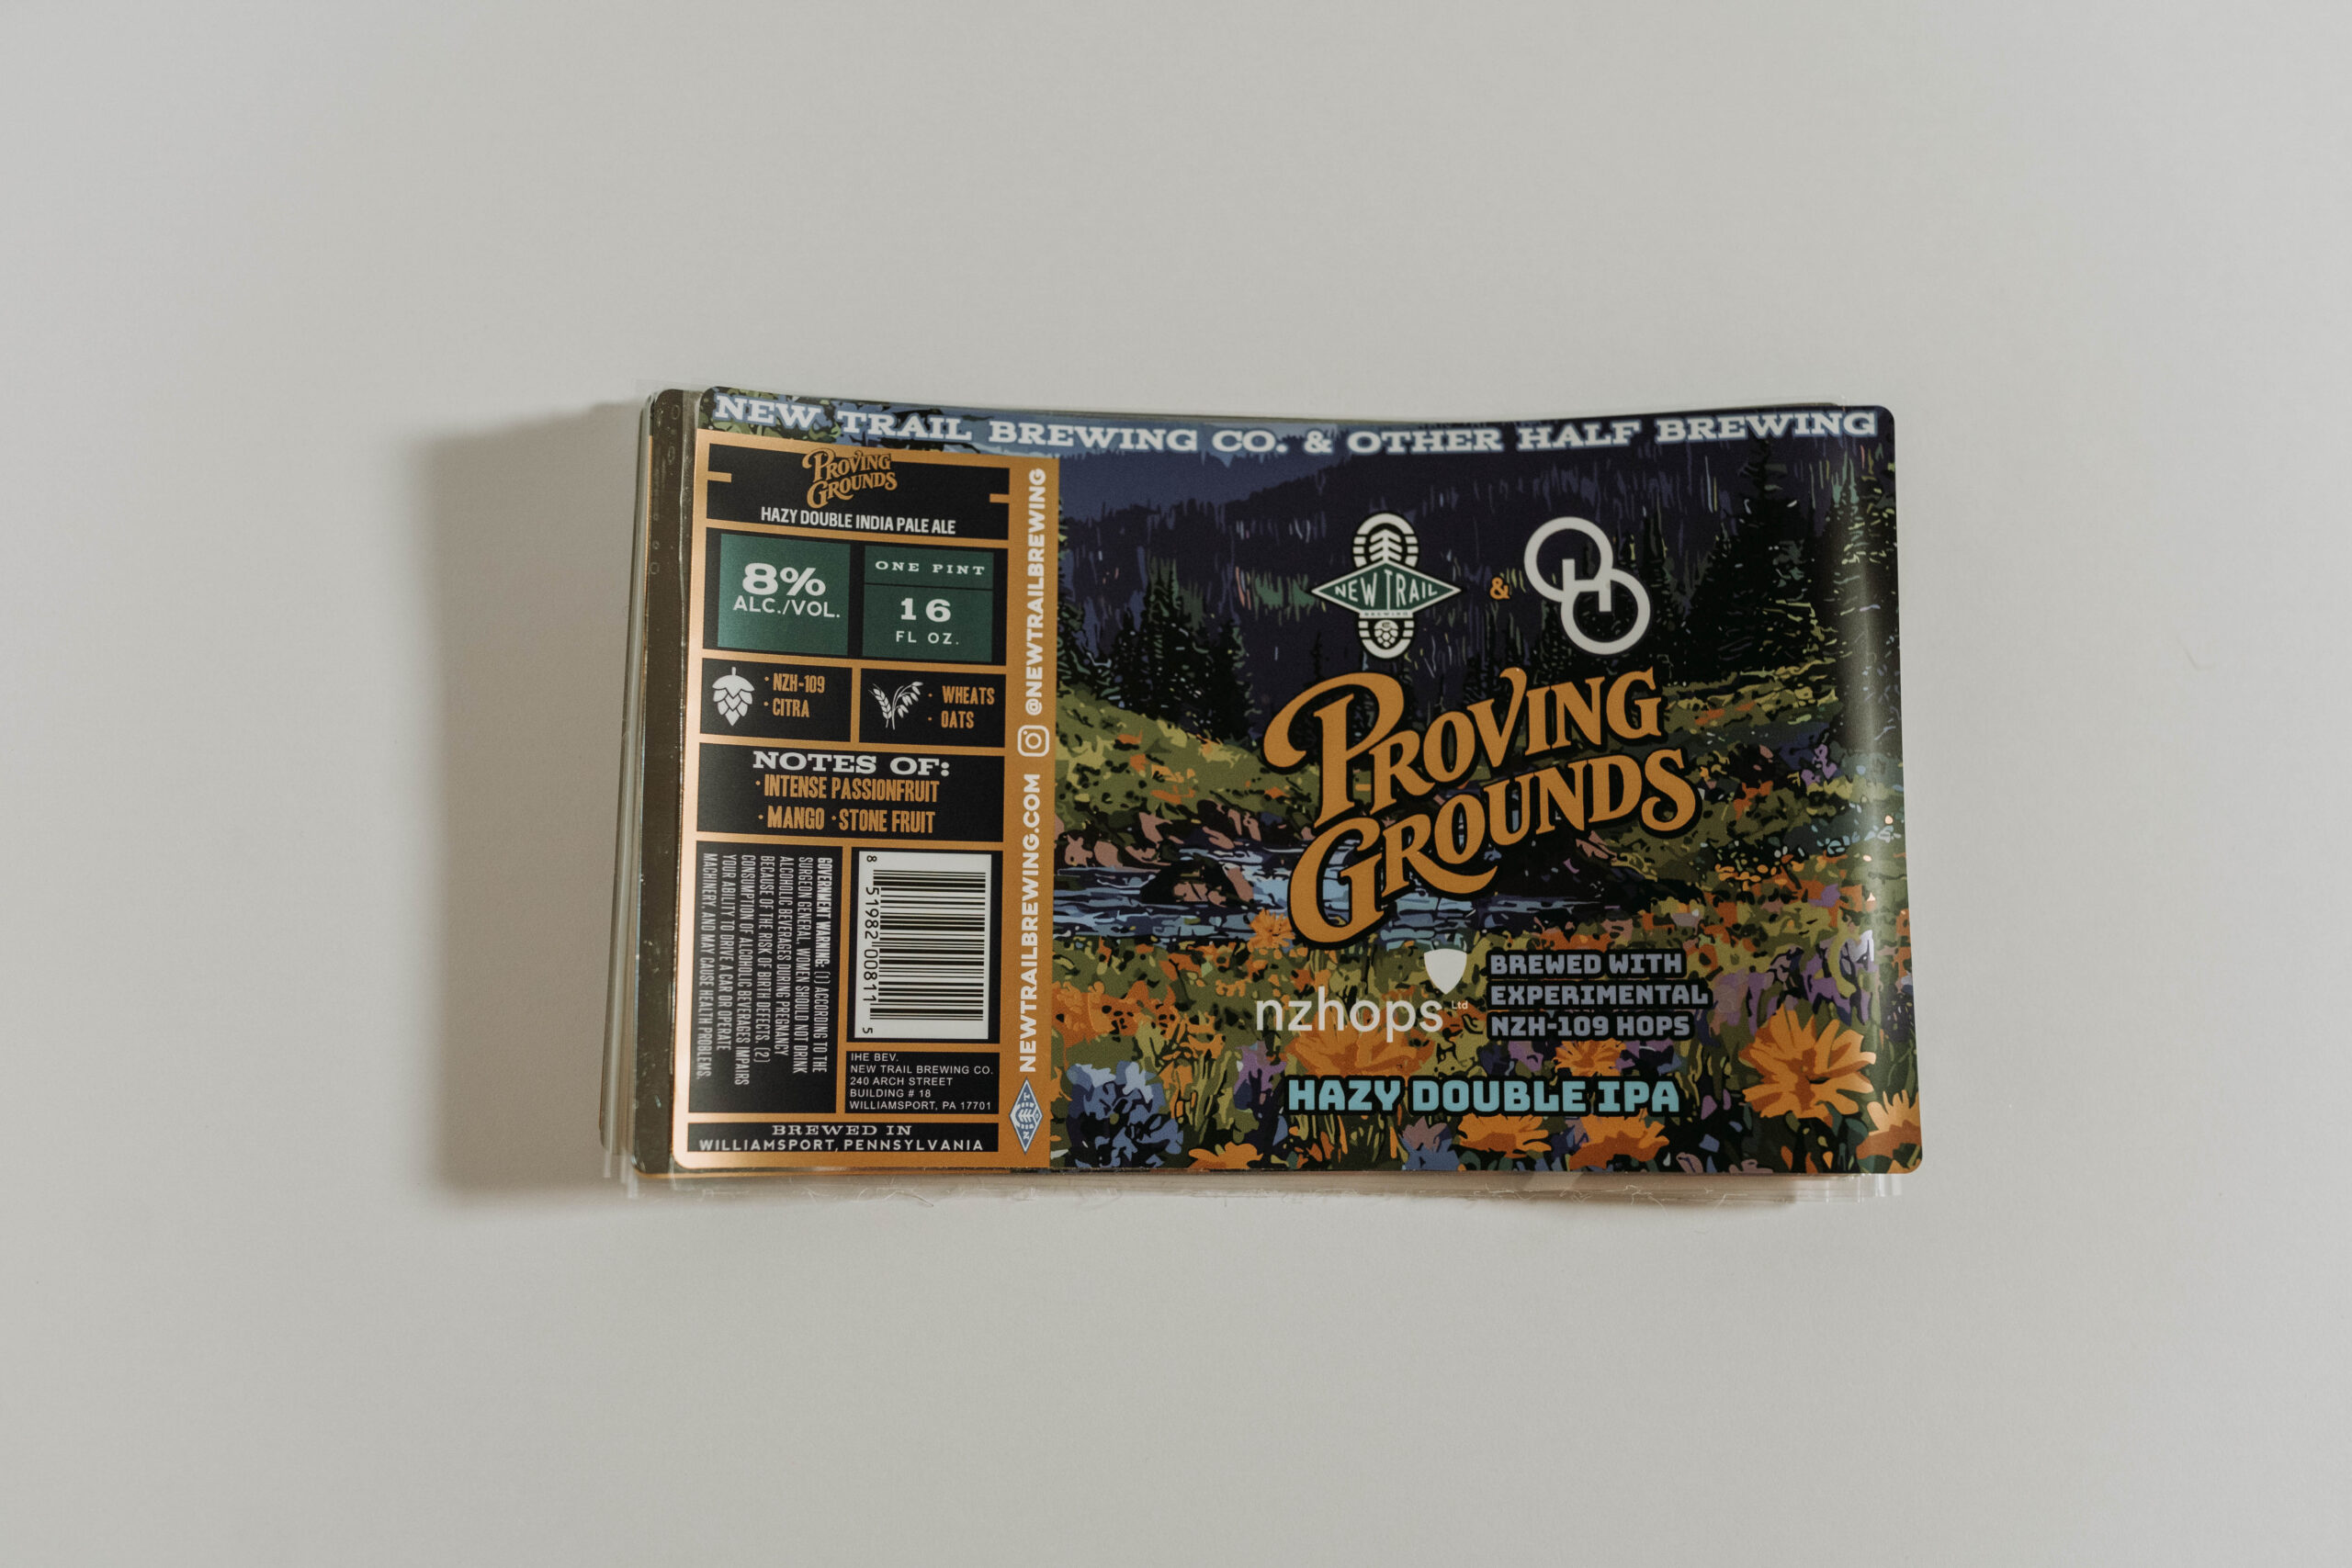 NEW TRAIL BREWING CO. & OTHER HALF BREWING
PROVING
GROUNDS
HAZY DOUBLE INDIA PALE ALE
8%
ALC./VOL.
ONE PINT
16
FL OZ.
· NZH-109
· CITRA
· WHEATS
· OATS
NOTES OF:
· INTENSE PASSIONFRUIT
· MANGO · STONE FRUIT
GOVERNMENT WARNING: (1) ACCORDING TO THE
SURGEON GENERAL, WOMEN SHOULD NOT DRINK
ALCOHOLIC BEVERAGES DURING PREGNANCY
BECAUSE OF THE RISK OF BIRTH DEFECTS. (2)
CONSUMPTION OF ALCOHOLIC BEVERAGES IMPAIRS
YOUR ABILITY TO DRIVE A CAR OR OPERATE
MACHINERY, AND MAY CAUSE HEALTH PROBLEMS.
8 51982 00811 5
IHE BEV.
NEW TRAIL BREWING CO.
240 ARCH STREET
BUILDING # 18
WILLIAMSPORT, PA 17701
BREWED IN
WILLIAMSPORT, PENNSYLVANIA
NEWTRAILBREWING.COM @NEWTRAILBREWING
NEW TRAIL
BREWING
&
OH
PROVING
GROUNDS
nzhops Ltd
BREWED WITH
EXPERIMENTAL
NZH-109 HOPS
HAZY DOUBLE IPA